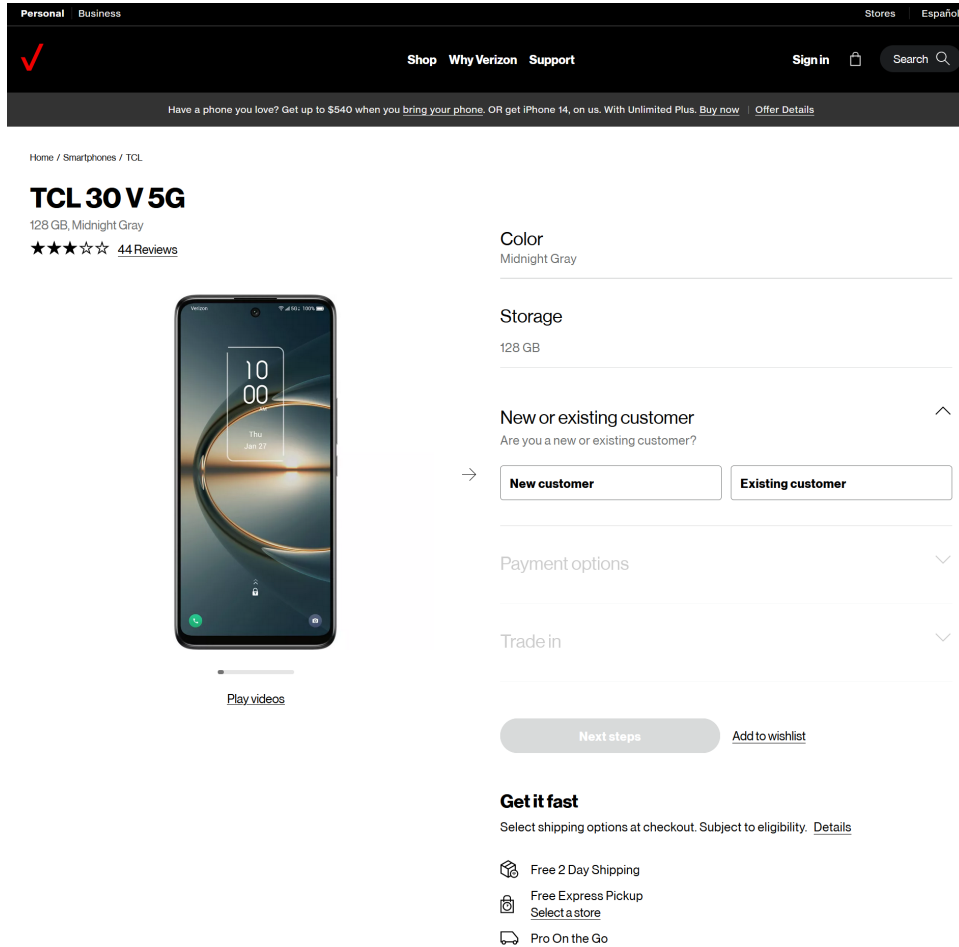 Personal Business Stores Español
Shop Why Verizon Support Sign in Search
Have a phone you love? Get up to $540 when you bring your phone. OR get iPhone 14, on us. With Unlimited Plus. Buy now | Offer Details
Home / Smartphones / TCL
TCL 30 V 5G
128 GB, Midnight Gray
44 Reviews
Verizon 5G 100%
10
00
AM
Thu
Jan 27
Play videos
Color
Midnight Gray
Storage
128 GB
New or existing customer
Are you a new or existing customer?
New customer Existing customer
Payment options
Trade in
Next steps Add to wishlist
Get it fast
Select shipping options at checkout. Subject to eligibility. Details
Free 2 Day Shipping
Free Express Pickup
Select a store
Pro On the Go